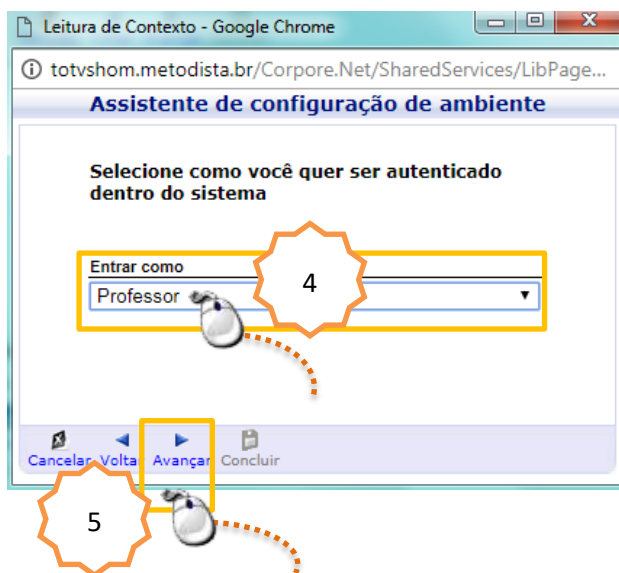 Leitura de Contexto - Google Chrome
totvshom.metodista.br/Corpore.Net/SharedServices/LibPage...
Assistente de configuração de ambiente
Selecione como você quer ser autenticado
dentro do sistema
Entrar como
Professor
4
Cancelar Voltar Avançar Concluir
5